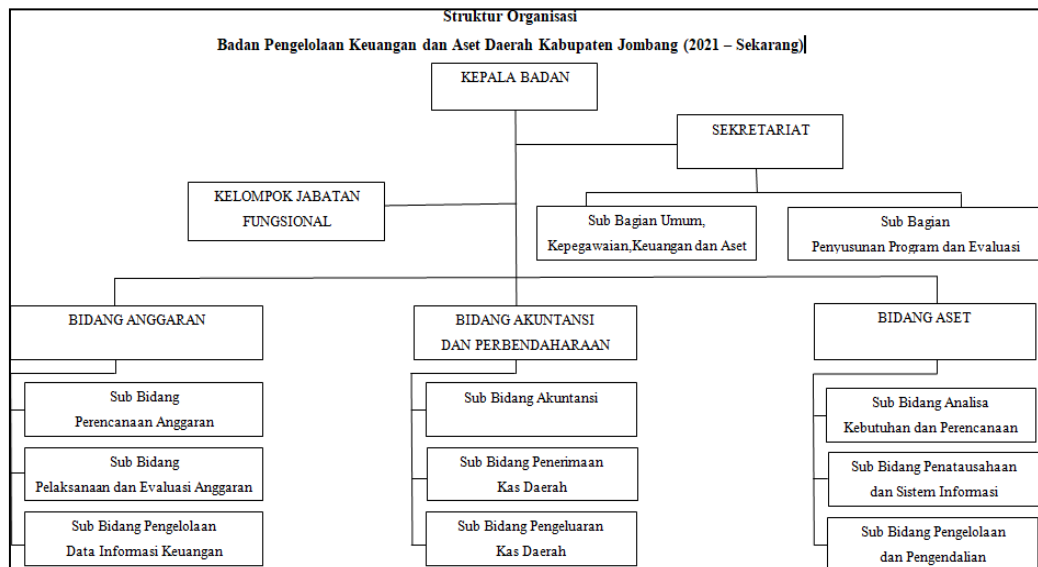 Struktur Organisasi
Badan Pengelolaan Keuangan dan Aset Daerah Kabupaten Jombang (2021 – Sekarang)
KEPALA BADAN
SEKRETARIAT
KELOMPOK JABATAN
FUNGSIONAL
Sub Bagian Umum,
Kepegawaian,Keuangan dan Aset
Sub Bagian
Penyusunan Program dan Evaluasi
BIDANG ANGGARAN
BIDANG AKUNTANSI
DAN PERBENDAHARAAN
BIDANG ASET
Sub Bidang
Perencanaan Anggaran
Sub Bidang Akuntansi
Sub Bidang Analisa
Kebutuhan dan Perencanaan
Sub Bidang
Pelaksanaan dan Evaluasi Anggaran
Sub Bidang Penerimaan
Kas Daerah
Sub Bidang Penatausahaan
dan Sistem Informasi
Sub Bidang Pengelolaan
Data Informasi Keuangan
Sub Bidang Pengeluaran
Kas Daerah
Sub Bidang Pengelolaan
dan Pengendalian